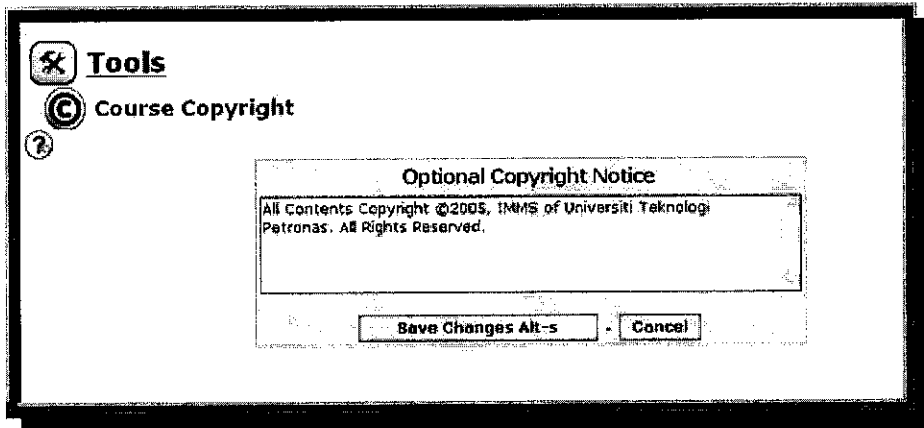 Tools
© Course Copyright
?
Optional Copyright Notice
All Contents Copyright ©2005, IMMS of Universiti Teknologi
Petronas. All Rights Reserved.
Save Changes Alt-s - Cancel